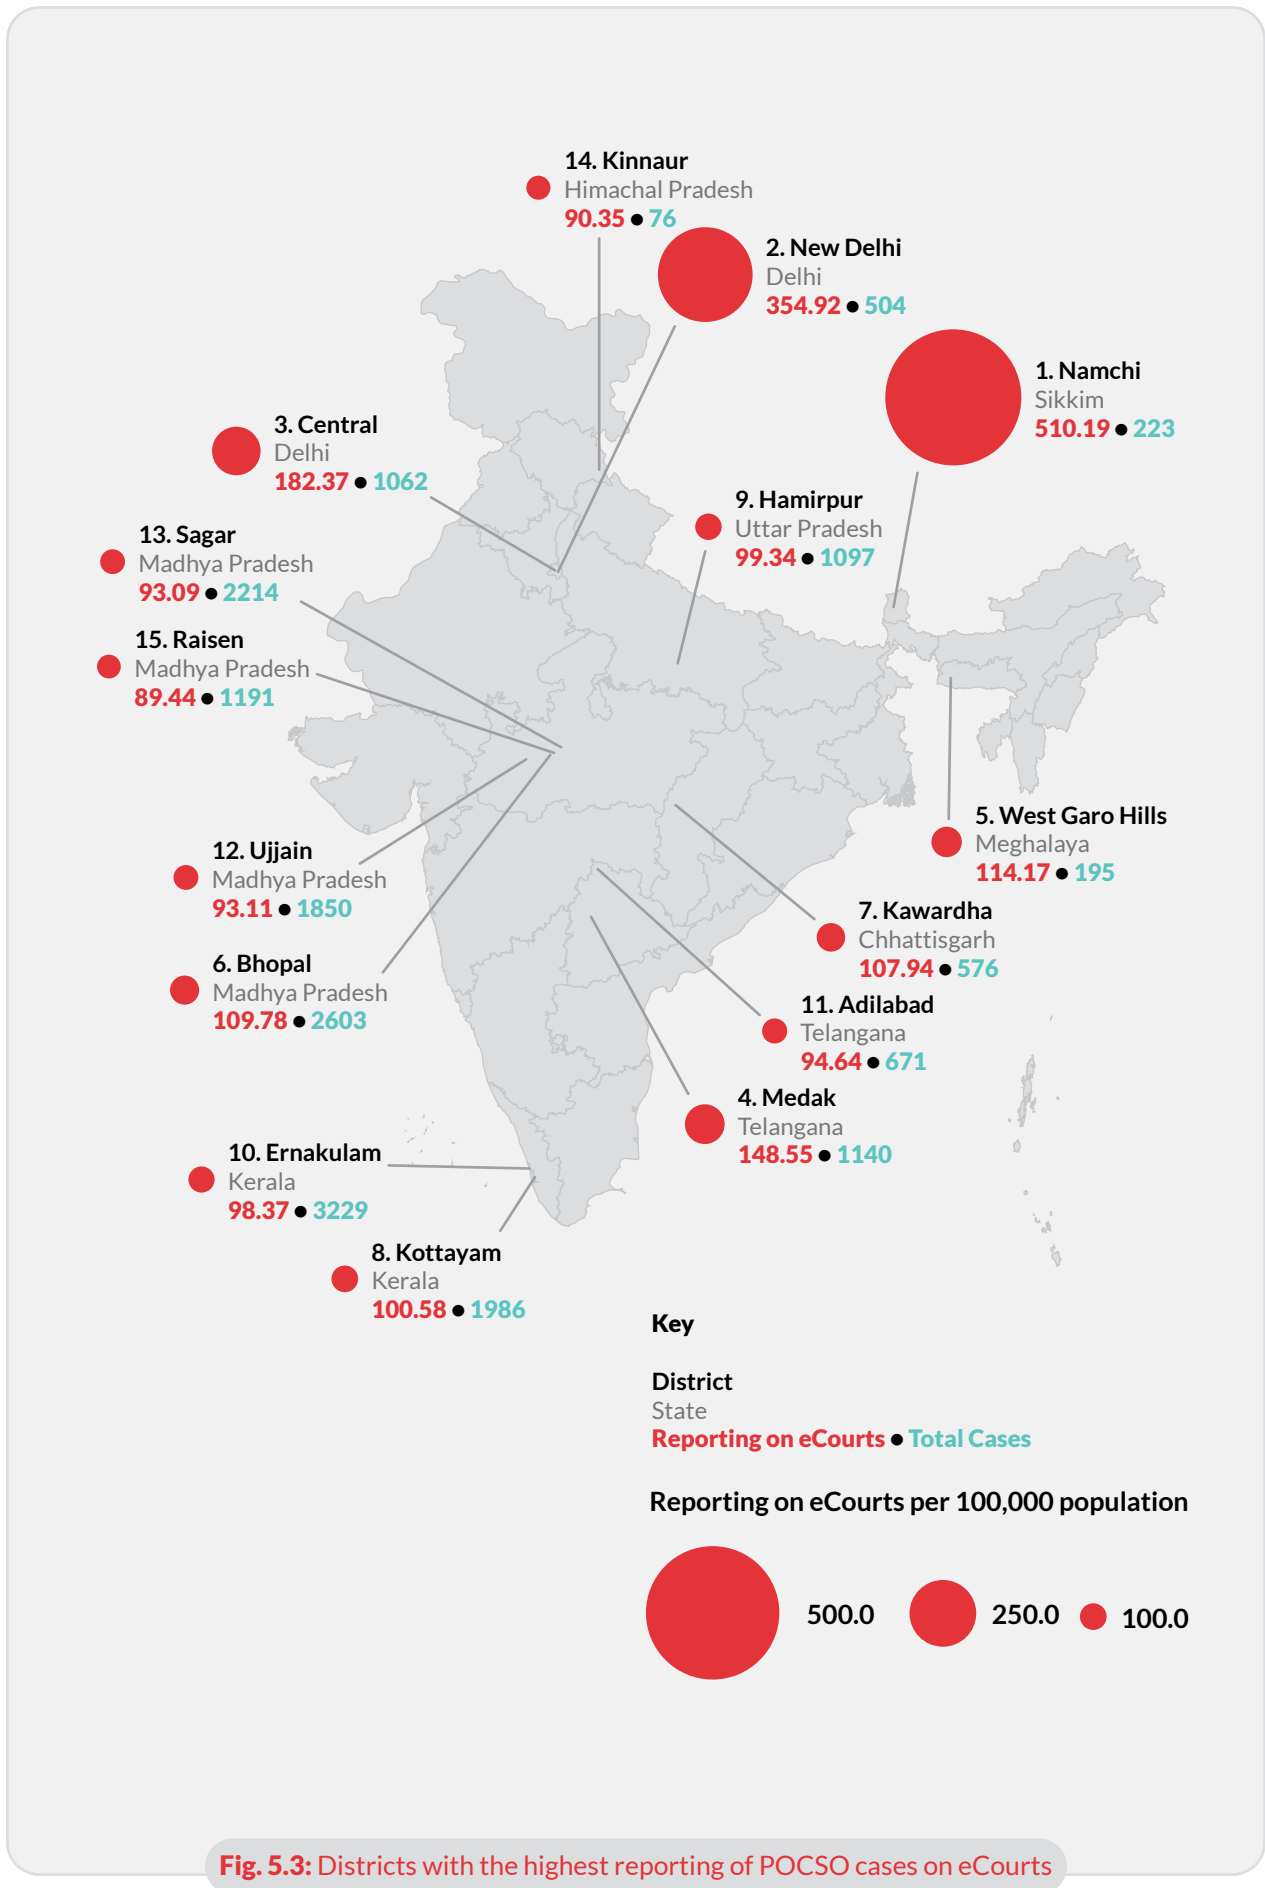 14. Kinnaur
Himachal Pradesh
90.35 ● 76
2. New Delhi
Delhi
354.92 ● 504
1. Namchi
Sikkim
510.19 ● 223
3. Central
Delhi
182.37 ● 1062
9. Hamirpur
Uttar Pradesh
99.34 ● 1097
13. Sagar
Madhya Pradesh
93.09 ● 2214
15. Raisen
Madhya Pradesh
89.44 ● 1191
5. West Garo Hills
Meghalaya
114.17 ● 195
12. Ujjain
Madhya Pradesh
93.11 ● 1850
7. Kawardha
Chhattisgarh
107.94 ● 576
6. Bhopal
Madhya Pradesh
109.78 ● 2603
11. Adilabad
Telangana
94.64 ● 671
4. Medak
Telangana
148.55 ● 1140
10. Ernakulam
Kerala
98.37 ● 3229
8. Kottayam
Kerala
100.58 ● 1986
Key
District
State
Reporting on eCourts ● Total Cases
Reporting on eCourts per 100,000 population
500.0 250.0 100.0
Fig. 5.3: Districts with the highest reporting of POCSO cases on eCourts